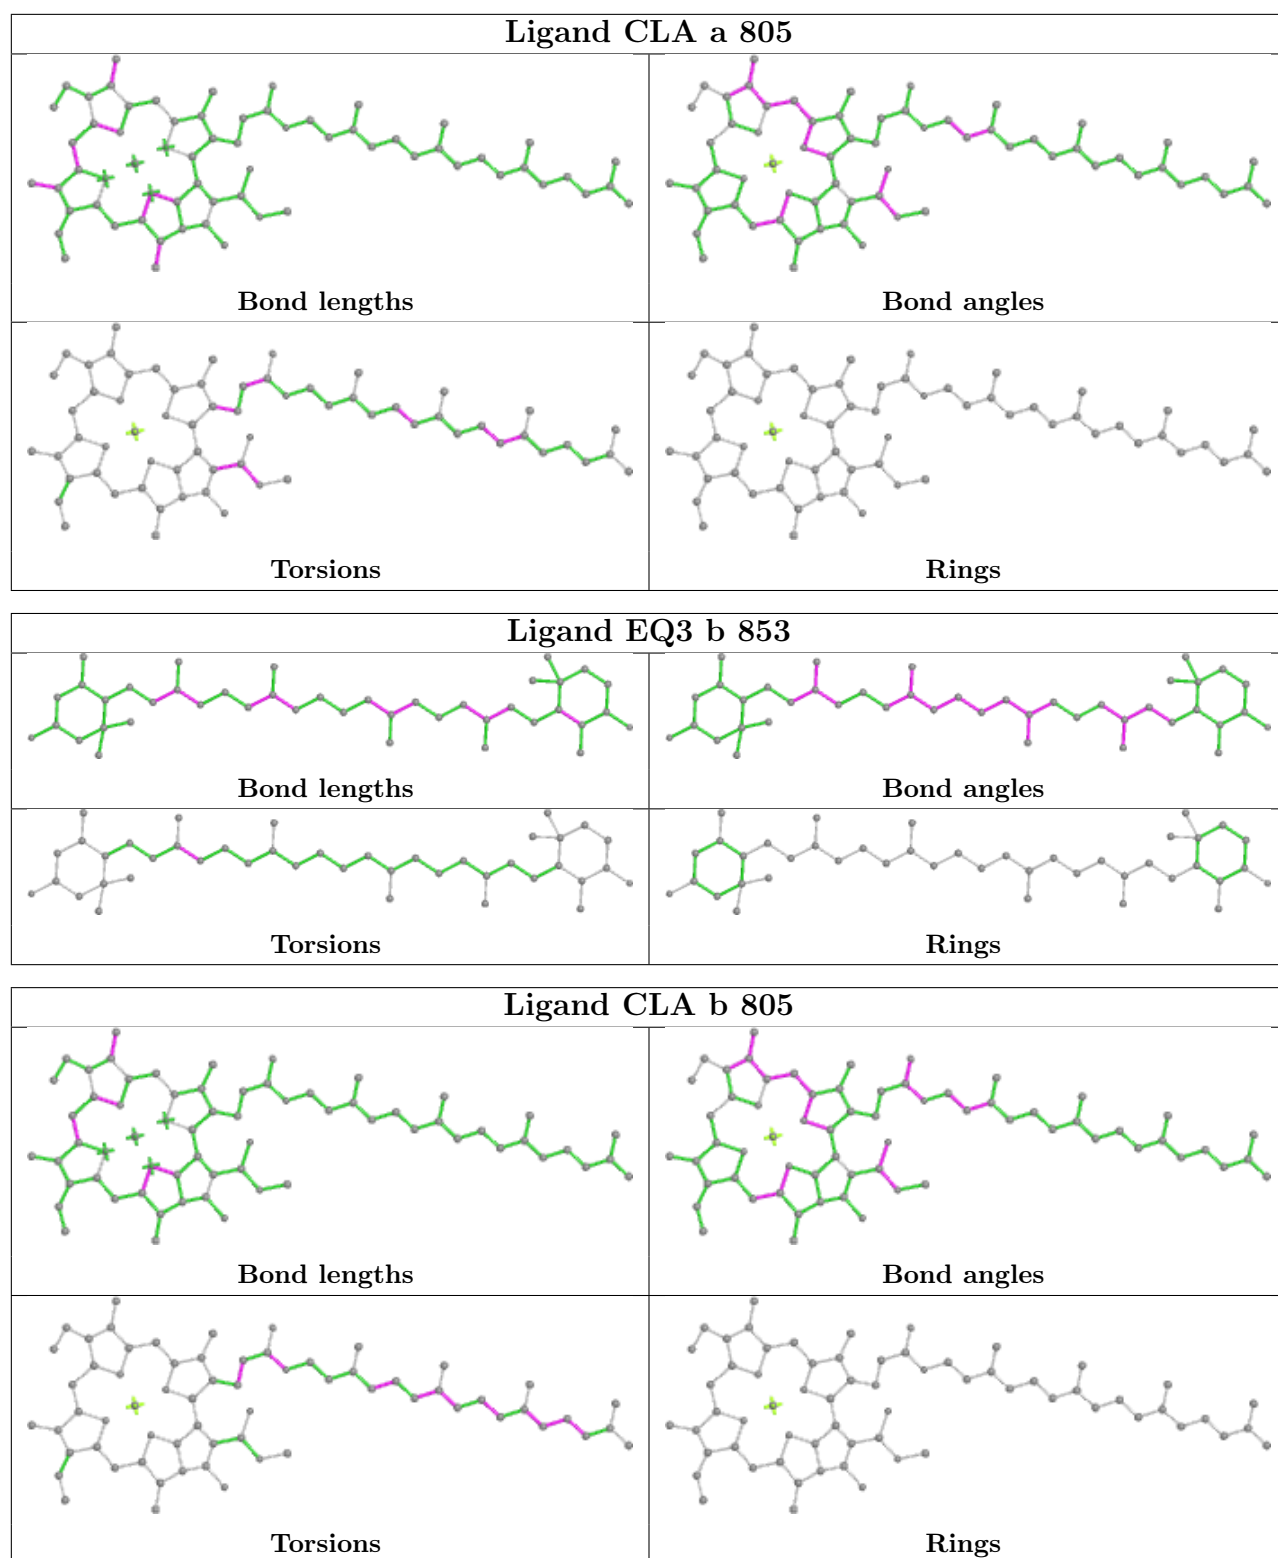 Ligand CLA a 805
Bond lengths
Bond angles
Torsions
Rings
Ligand EQ3 b 853
Bond lengths
Bond angles
Torsions
Rings
Ligand CLA b 805
Bond lengths
Bond angles
Torsions
Rings